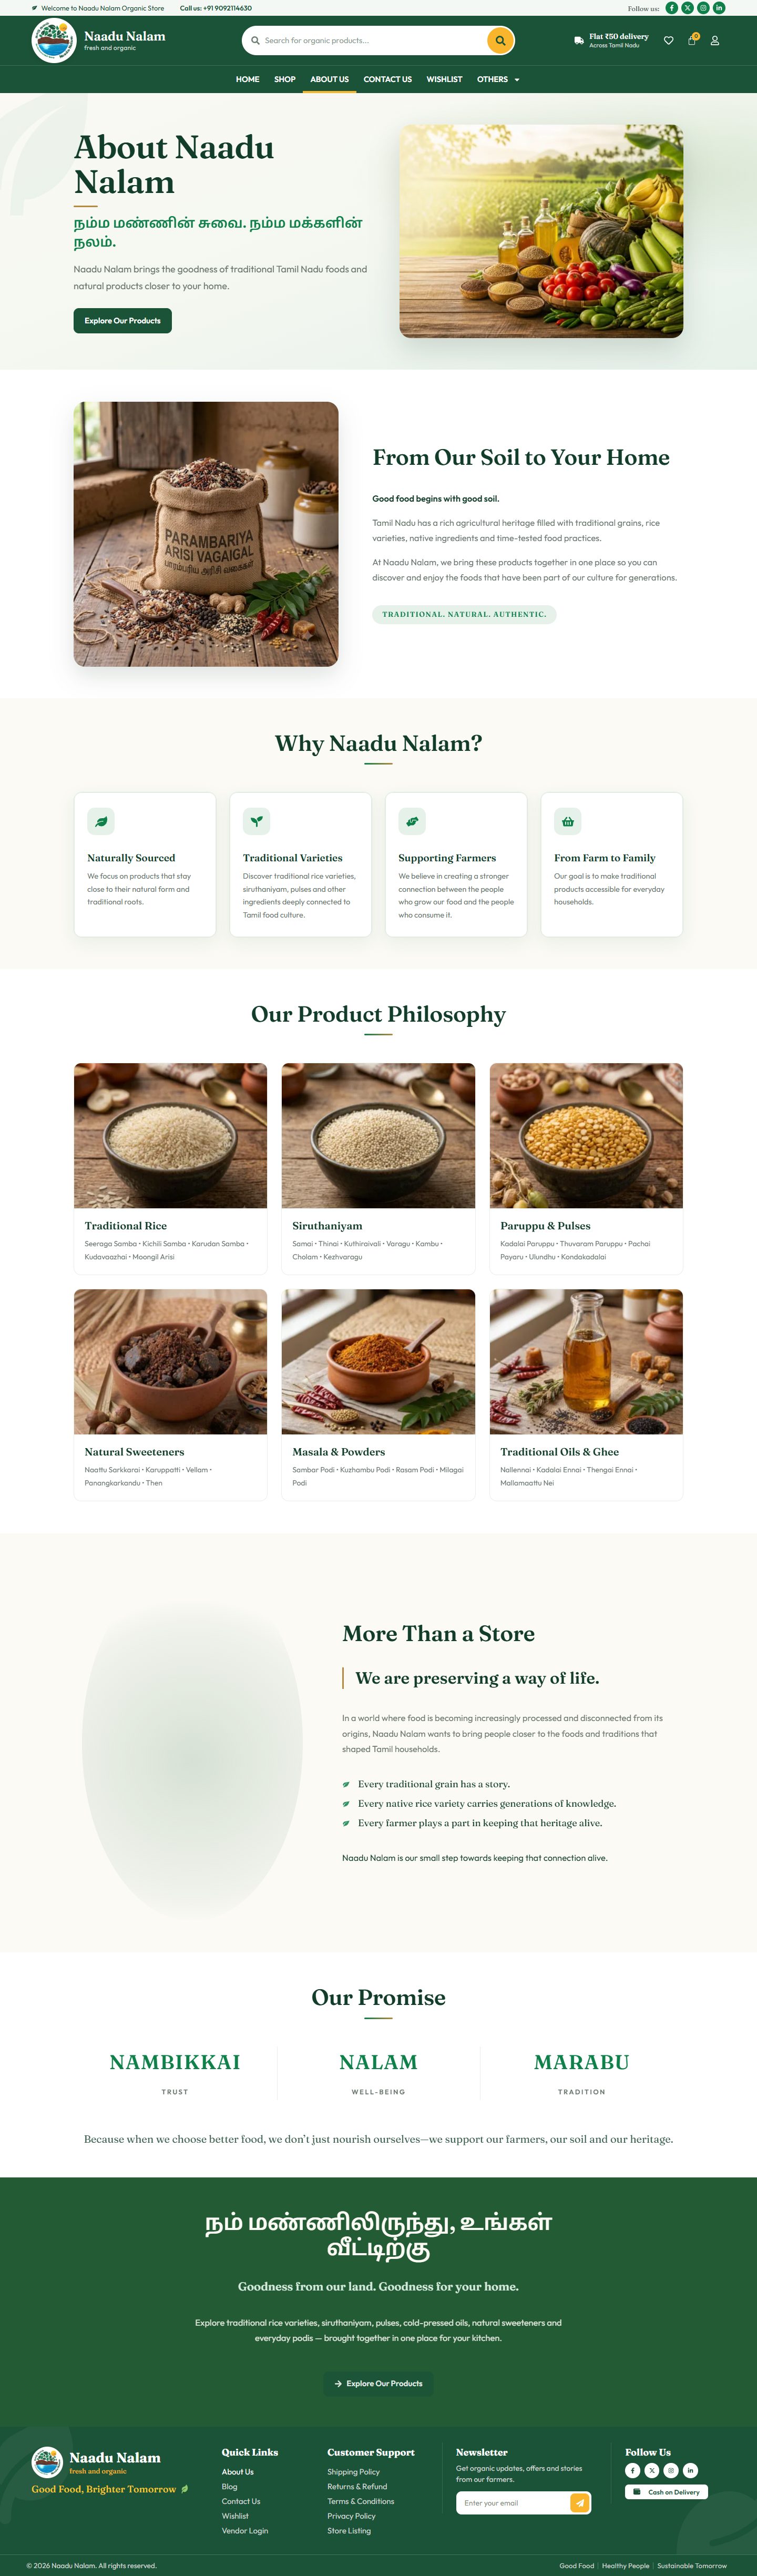 Welcome to Naadu Nalam Organic Store
Call us: +91 9092114630
Follow us:
Naadu Nalam
fresh and organic
Search for organic products...
Flat ₹50 delivery
Across Tamil Nadu
0
HOME
SHOP
ABOUT US
CONTACT US
WISHLIST
OTHERS
About Naadu
Nalam
நம்ம மண்ணின் சுவை. நம்ம மக்களின்
நலம்.
Naadu Nalam brings the goodness of traditional Tamil Nadu foods and
natural products closer to your home.
Explore Our Products
PARAMBARIYA
ARISI VAGAIGAL
பாரம்பரிய அரிசி வகைகள்
From Our Soil to Your Home
Good food begins with good soil.
Tamil Nadu has a rich agricultural heritage filled with traditional grains, rice
varieties, native ingredients and time-tested food practices.
At Naadu Nalam, we bring these products together in one place so you can
discover and enjoy the foods that have been part of our culture for generations.
TRADITIONAL. NATURAL. AUTHENTIC.
Why Naadu Nalam?
Naturally Sourced
We focus on products that stay
close to their natural form and
traditional roots.
Traditional Varieties
Discover traditional rice varieties,
siruthaniyam, pulses and other
ingredients deeply connected to
Tamil food culture.
Supporting Farmers
We believe in creating a stronger
connection between the people
who grow our food and the people
who consume it.
From Farm to Family
Our goal is to make traditional
products accessible for everyday
households.
Our Product Philosophy
Traditional Rice
Seeraga Samba • Kichili Samba • Karudan Samba •
Kudavaazhai • Moongil Arisi
Siruthaniyam
Samai • Thinai • Kuthiraivali • Varagu • Kambu •
Cholam • Kezhvaragu
Paruppu & Pulses
Kadalai Paruppu • Thuvaram Paruppu • Pachai
Payaru • Ulundhu • Kondakadalai
Natural Sweeteners
Naattu Sarkkarai • Karuppatti • Vellam •
Panangkarkandu • Then
Masala & Powders
Sambar Podi • Kuzhambu Podi • Rasam Podi • Milagai
Podi
Traditional Oils & Ghee
Nallennai • Kadalai Ennai • Thengai Ennai •
Mallamaattu Nei
More Than a Store
We are preserving a way of life.
In a world where food is becoming increasingly processed and disconnected from its
origins, Naadu Nalam wants to bring people closer to the foods and traditions that
shaped Tamil households.
Every traditional grain has a story.
Every native rice variety carries generations of knowledge.
Every farmer plays a part in keeping that heritage alive.
Naadu Nalam is our small step towards keeping that connection alive.
Our Promise
NAMBIKKAI
TRUST
NALAM
WELL-BEING
MARABU
TRADITION
Because when we choose better food, we don't just nourish ourselves—we support our farmers, our soil and our heritage.
நம் மண்ணிலிருந்து, உங்கள்
வீட்டிற்கு
Goodness from our land. Goodness for your home.
Explore traditional rice varieties, siruthaniyam, pulses, cold-pressed oils, natural sweeteners and
everyday podis — brought together in one place for your kitchen.
Explore Our Products
Naadu Nalam
fresh and organic
Good Food, Brighter Tomorrow
Quick Links
About Us
Blog
Contact Us
Wishlist
Vendor Login
Customer Support
Shipping Policy
Returns & Refund
Terms & Conditions
Privacy Policy
Store Listing
Newsletter
Get organic updates, offers and stories
from our farmers.
Enter your email
Follow Us
Cash on Delivery
© 2026 Naadu Nalam. All rights reserved.
Good Food | Healthy People | Sustainable Tomorrow